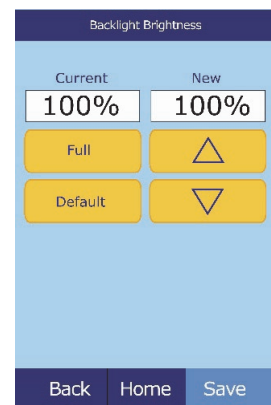 Backlight Brightness
Current New
100% 100%
Full
Default
Back Home Save